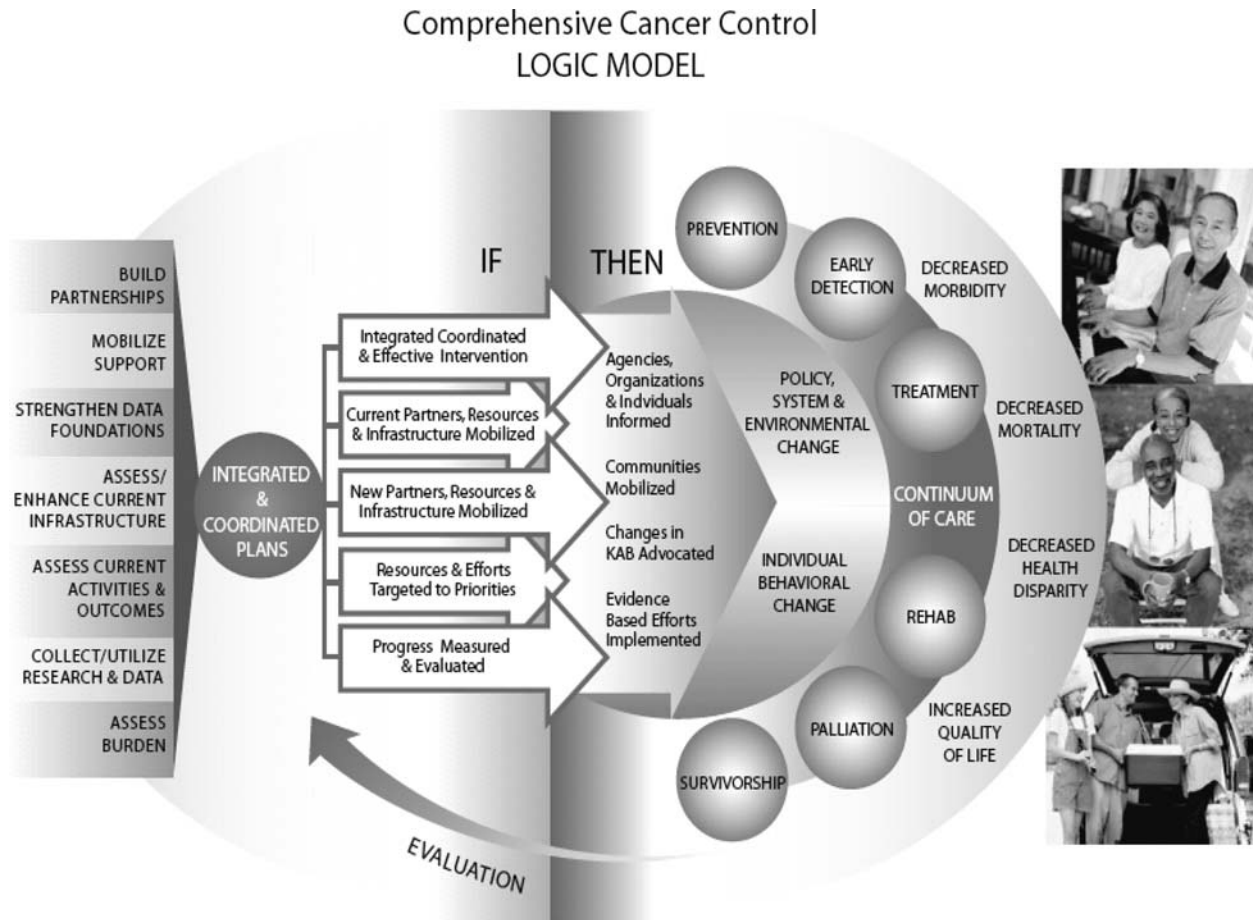 Comprehensive Cancer Control
LOGIC MODEL
BUILD
PARTNERSHIPS
MOBILIZE
SUPPORT
STRENGTHEN DATA
FOUNDATIONS
ASSESS/
ENHANCE CURRENT
INFRASTRUCTURE
ASSESS CURRENT
ACTIVITIES &
OUTCOMES
COLLECT/UTILIZE
RESEARCH & DATA
ASSESS
BURDEN
INTEGRATED
&
COORDINATED
PLANS
IF
Integrated Coordinated
& Effective Intervention
Current Partners, Resources
& Infrastructure Mobilized
New Partners, Resources &
Infrastructure Mobilized
Resources & Efforts
Targeted to Priorities
Progress Measured
& Evaluated
THEN
Agencies,
Organizations
& Indviduals
Informed
Communities
Mobilized
Changes in
KAB Advocated
Evidence
Based Efforts
Implemented
POLICY,
SYSTEM &
ENVIRONMENTAL
CHANGE
INDIVIDUAL
BEHAVIORAL
CHANGE
PREVENTION
EARLY
DETECTION
TREATMENT
CONTINUUM
OF CARE
REHAB
PALLIATION
SURVIVORSHIP
DECREASED
MORBIDITY
DECREASED
MORTALITY
DECREASED
HEALTH
DISPARITY
INCREASED
QUALITY
OF LIFE
EVALUATION